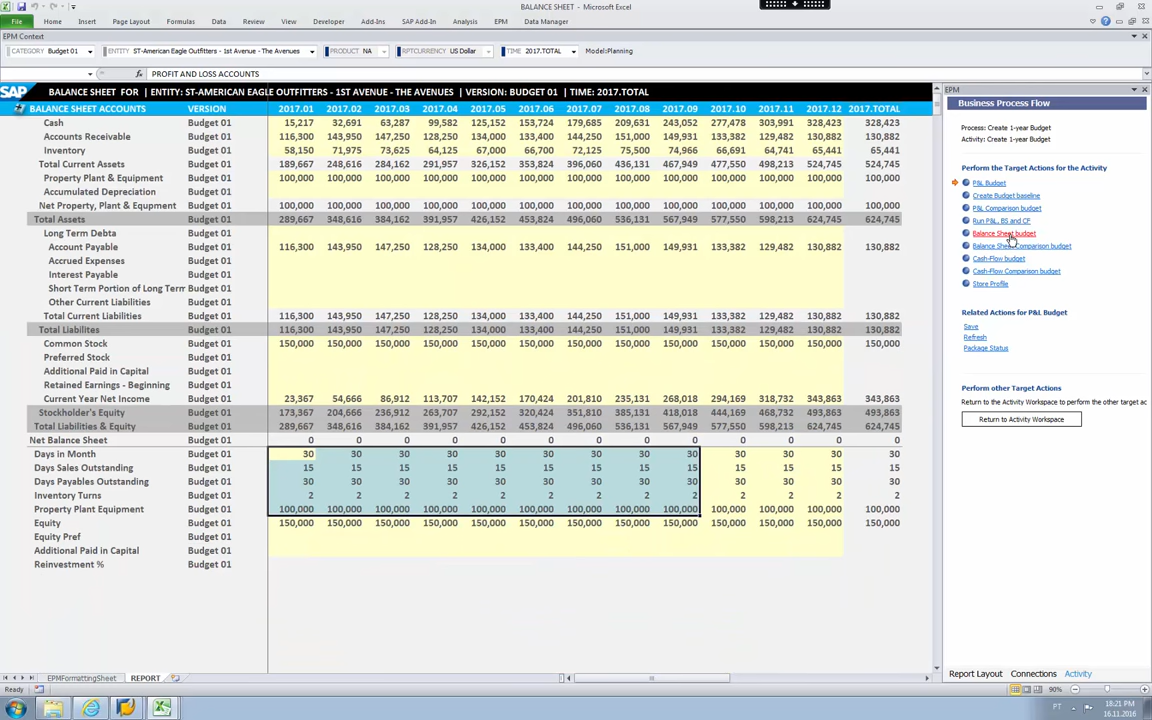 BALANCE SHEET - Microsoft Excel
File Home Insert Page Layout Formulas Data Review View Developer Add-Ins SAP Add-In Analysis EPM Data Manager
EPM Context
CATEGORY Budget 01 ENTITY ST-American Eagle Outfitters - 1st Avenue - The Avenues PRODUCT NA RPTCURRENCY US Dollar TIME 2017.TOTAL Model:Planning
fx PROFIT AND LOSS ACCOUNTS
SAP BALANCE SHEET FOR | ENTITY: ST-AMERICAN EAGLE OUTFITTERS - 1ST AVENUE - THE AVENUES | VERSION: BUDGET 01 | TIME: 2017.TOTAL
BALANCE SHEET ACCOUNTS VERSION 2017.01 2017.02 2017.03 2017.04 2017.05 2017.06 2017.07 2017.08 2017.09 2017.10 2017.11 2017.12 2017.TOTAL
Cash Budget 01 15,217 32,691 63,287 99,582 125,152 153,724 179,685 209,631 243,052 277,478 303,991 328,423 328,423
Accounts Receivable Budget 01 116,300 143,950 147,250 128,250 134,000 133,400 144,250 151,000 149,931 133,382 129,482 130,882 130,882
Inventory Budget 01 58,150 71,975 73,625 64,125 67,000 66,700 72,125 75,500 74,966 66,691 64,741 65,441 65,441
Total Current Assets Budget 01 189,667 248,616 284,162 291,957 326,152 353,824 396,060 436,131 467,949 477,550 498,213 524,745 524,745
Property Plant & Equipment Budget 01 100,000 100,000 100,000 100,000 100,000 100,000 100,000 100,000 100,000 100,000 100,000 100,000 100,000
Accumulated Depreciation Budget 01
Net Property, Plant & Equpment Budget 01 100,000 100,000 100,000 100,000 100,000 100,000 100,000 100,000 100,000 100,000 100,000 100,000 100,000
Total Assets Budget 01 289,667 348,616 384,162 391,957 426,152 453,824 496,060 536,131 567,949 577,550 598,213 624,745 624,745
Long Term Debta Budget 01
Account Payable Budget 01 116,300 143,950 147,250 128,250 134,000 133,400 144,250 151,000 149,931 133,382 129,482 130,882 130,882
Accrued Expenses Budget 01
Interest Payable Budget 01
Short Term Portion of Long Term Budget 01
Other Current Liabilities Budget 01
Total Current Liabilities Budget 01 116,300 143,950 147,250 128,250 134,000 133,400 144,250 151,000 149,931 133,382 129,482 130,882 130,882
Total Liabilites Budget 01 116,300 143,950 147,250 128,250 134,000 133,400 144,250 151,000 149,931 133,382 129,482 130,882 130,882
Common Stock Budget 01 150,000 150,000 150,000 150,000 150,000 150,000 150,000 150,000 150,000 150,000 150,000 150,000 150,000
Preferred Stock Budget 01
Additional Paid in Capital Budget 01
Retained Earnings - Beginning Budget 01
Current Year Net Income Budget 01 23,367 54,666 86,912 113,707 142,152 170,424 201,810 235,131 268,018 294,169 318,732 343,863 343,863
Stockholder's Equity Budget 01 173,367 204,666 236,912 263,707 292,152 320,424 351,810 385,131 418,018 444,169 468,732 493,863 493,863
Total Liabilities & Equity Budget 01 289,667 348,616 384,162 391,957 426,152 453,824 496,060 536,131 567,949 577,550 598,213 624,745 624,745
Net Balance Sheet Budget 01 0 0 0 0 0 0 0 0 0 0 0 0 0
Days in Month Budget 01 30 30 30 30 30 30 30 30 30 30 30 30 30
Days Sales Outstanding Budget 01 15 15 15 15 15 15 15 15 15 15 15 15 15
Days Payables Outstanding Budget 01 30 30 30 30 30 30 30 30 30 30 30 30 30
Inventory Turns Budget 01 2 2 2 2 2 2 2 2 2 2 2 2 2
Property Plant Equipment Budget 01 100,000 100,000 100,000 100,000 100,000 100,000 100,000 100,000 100,000 100,000 100,000 100,000 100,000
Equity Budget 01 150,000 150,000 150,000 150,000 150,000 150,000 150,000 150,000 150,000 150,000 150,000 150,000 150,000
Equity Pref Budget 01
Additional Paid in Capital Budget 01
Reinvestment % Budget 01
EPM
Business Process Flow
Process: Create 1-year Budget
Activity: Create 1-year Budget
Perform the Target Actions for the Activity
P&L Budget
Create Budget baseline
P&L Comparison budget
Run P&L, BS and CF
Balance Sheet budget
Balance Sheet Comparison budget
Cash-Flow budget
Cash-Flow Comparison budget
Store Profile
Related Actions for P&L Budget
Save
Refresh
Package Status
Perform other Target Actions
Return to the Activity Workspace to perform the other target ac
Return to Activity Workspace
Report Layout Connections Activity
EPMFormattingSheet REPORT
Ready 90%
PT 18:21 PM
16.11.2016